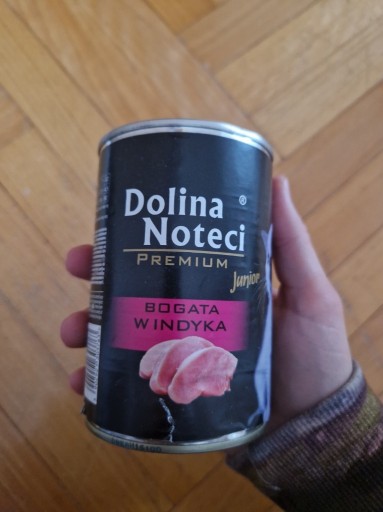 Dolina ®
Noteci
PREMIUM
Junior
BOGATA
W INDYKA